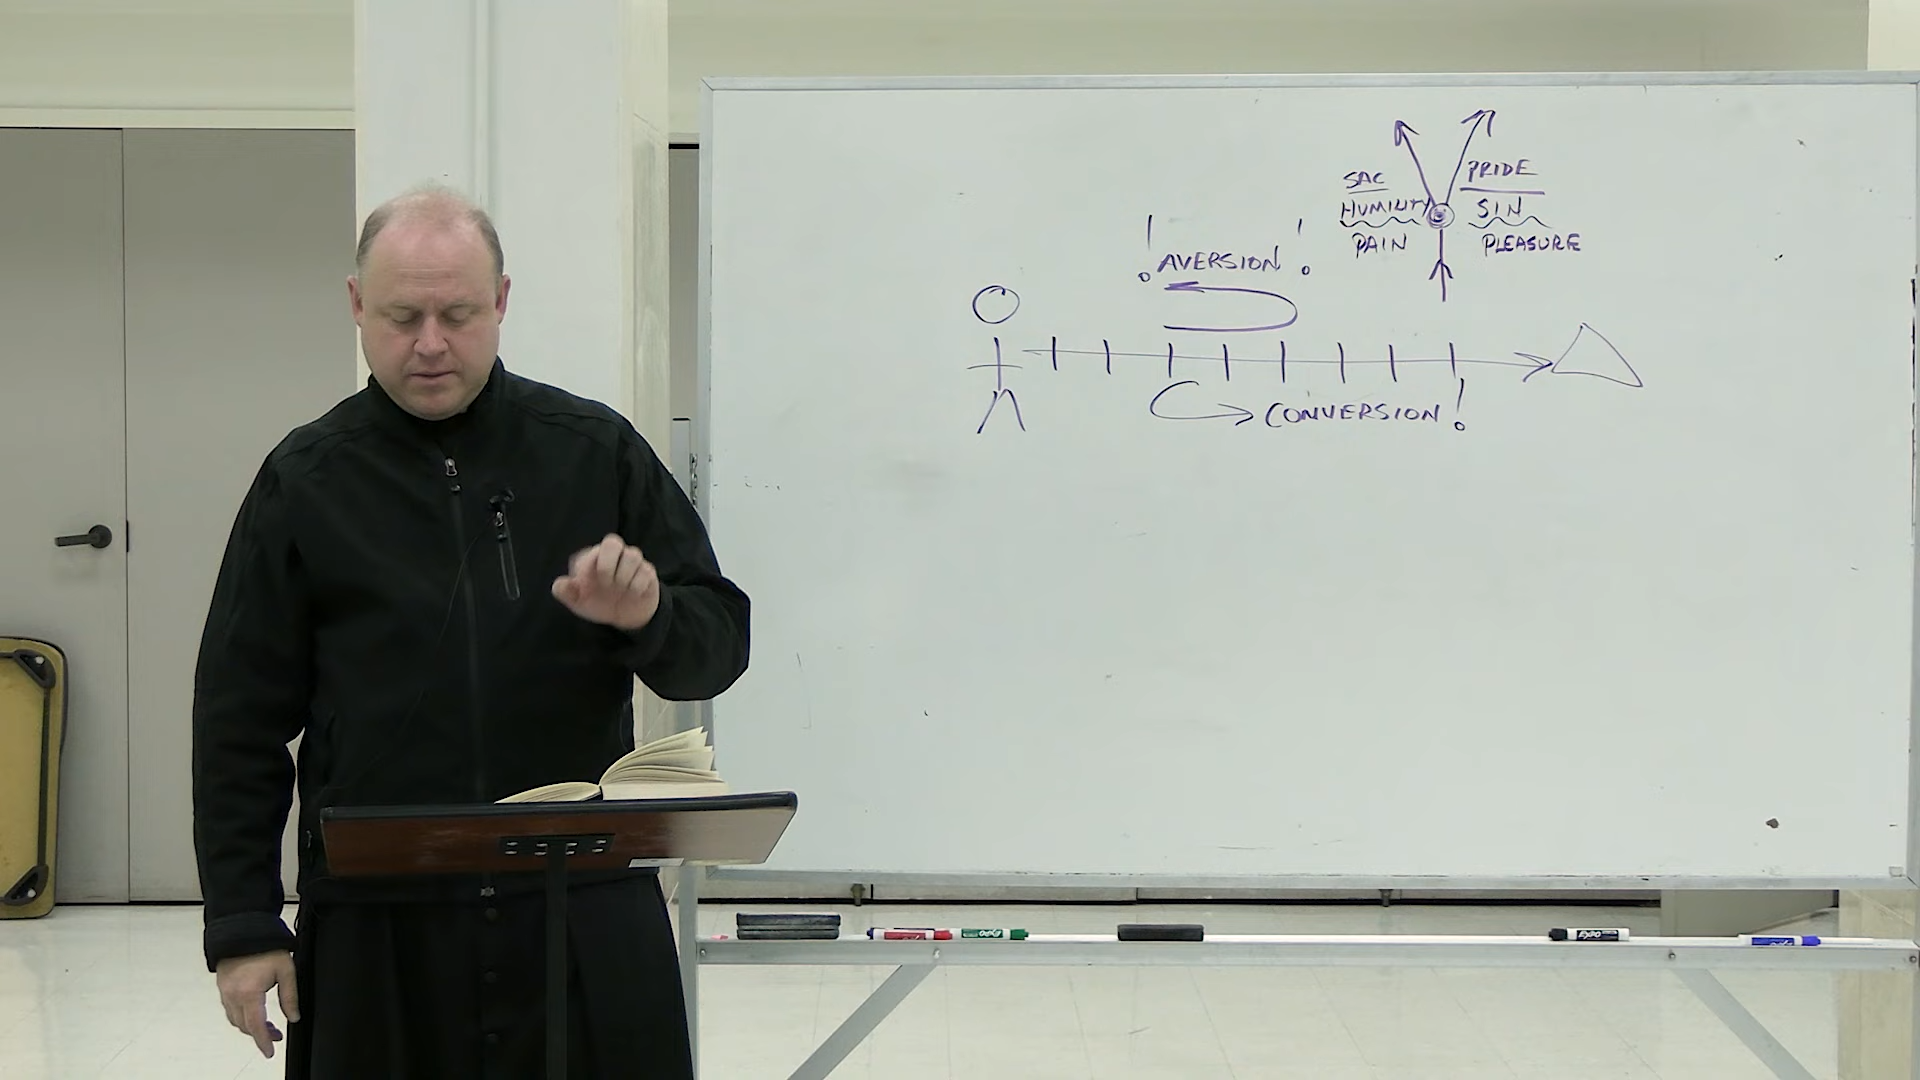 SAC
HUMILITY
PAIN
PRIDE
SIN
PLEASURE
! AVERSION !
CONVERSION!
EXPO